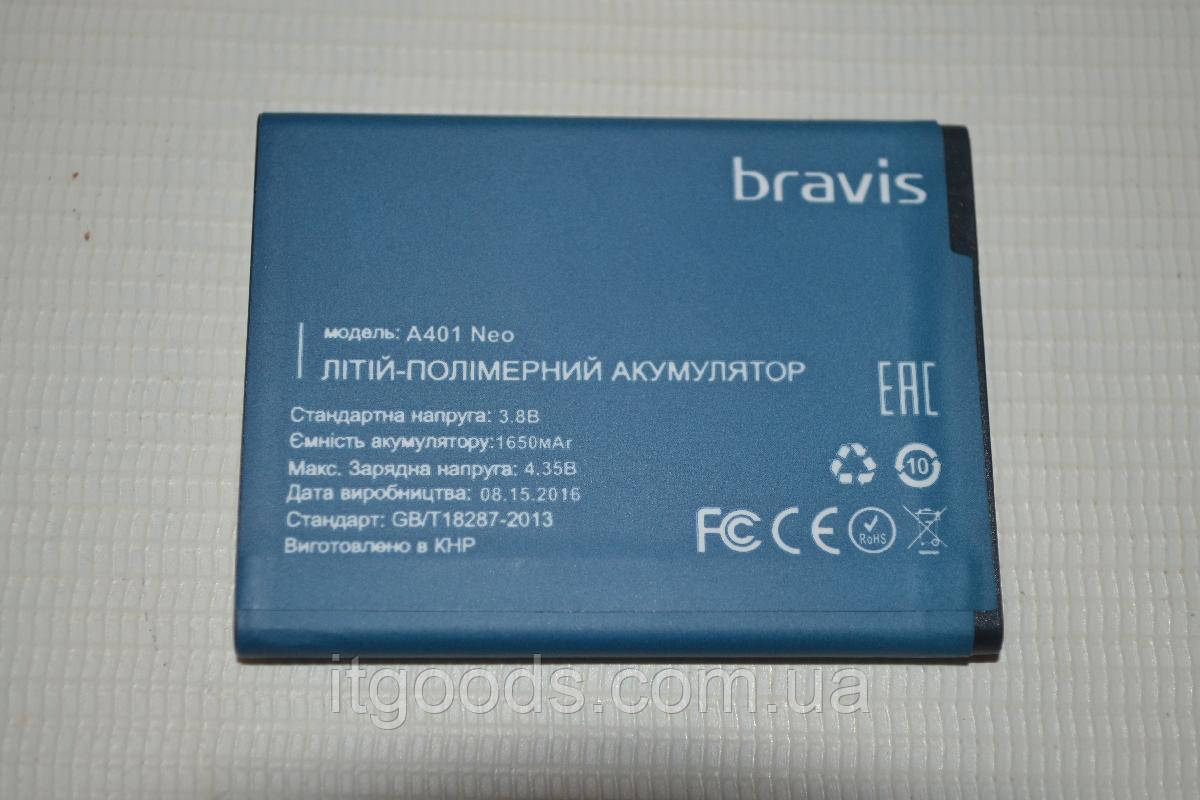 bravis
модель: A401 Neo
ЛІТІЙ-ПОЛІМЕРНИЙ АКУМУЛЯТОР
Стандартна напруга: 3.8В
Ємність акумулятору:1650мАг
Макс. Зарядна напруга: 4.35В
Дата виробництва: 08.15.2016
Стандарт: GB/T18287-2013
Виготовлено в КНР
EAC
10
FC CE RoHS
itgoods.com.ua